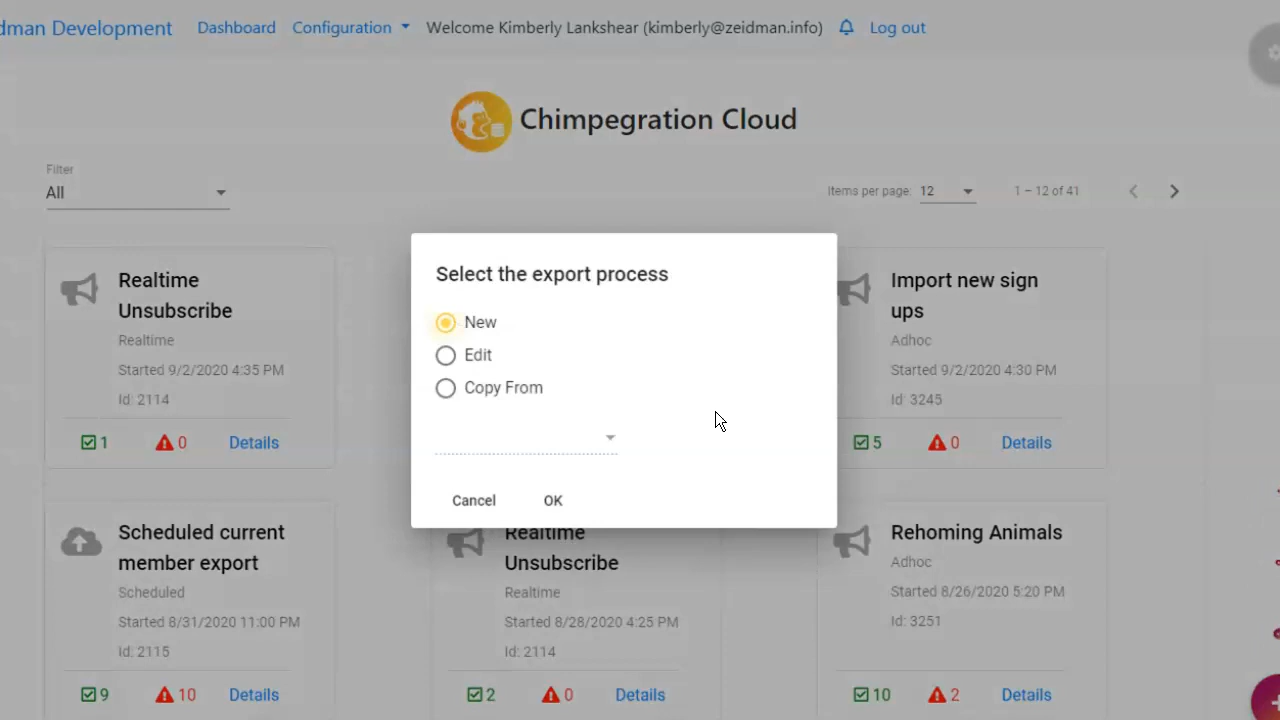 dman Development Dashboard Configuration Welcome Kimberly Lankshear (kimberly@zeidman.info) Log out
Chimpegration Cloud
Filter
All
Items per page: 12 1 – 12 of 41
Realtime
Unsubscribe
Realtime
Started 9/2/2020 4:35 PM
Id: 2114
1 0 Details
Select the export process
New
Edit
Copy From
Cancel OK
Import new sign
ups
Adhoc
Started 9/2/2020 4:30 PM
Id: 3245
5 0 Details
Scheduled current
member export
Scheduled
Started 8/31/2020 11:00 PM
Id: 2115
9 10 Details
Realtime
Unsubscribe
Realtime
Started 8/28/2020 4:25 PM
Id: 2114
2 0 Details
Rehoming Animals
Adhoc
Started 8/26/2020 5:20 PM
Id: 3251
10 2 Details